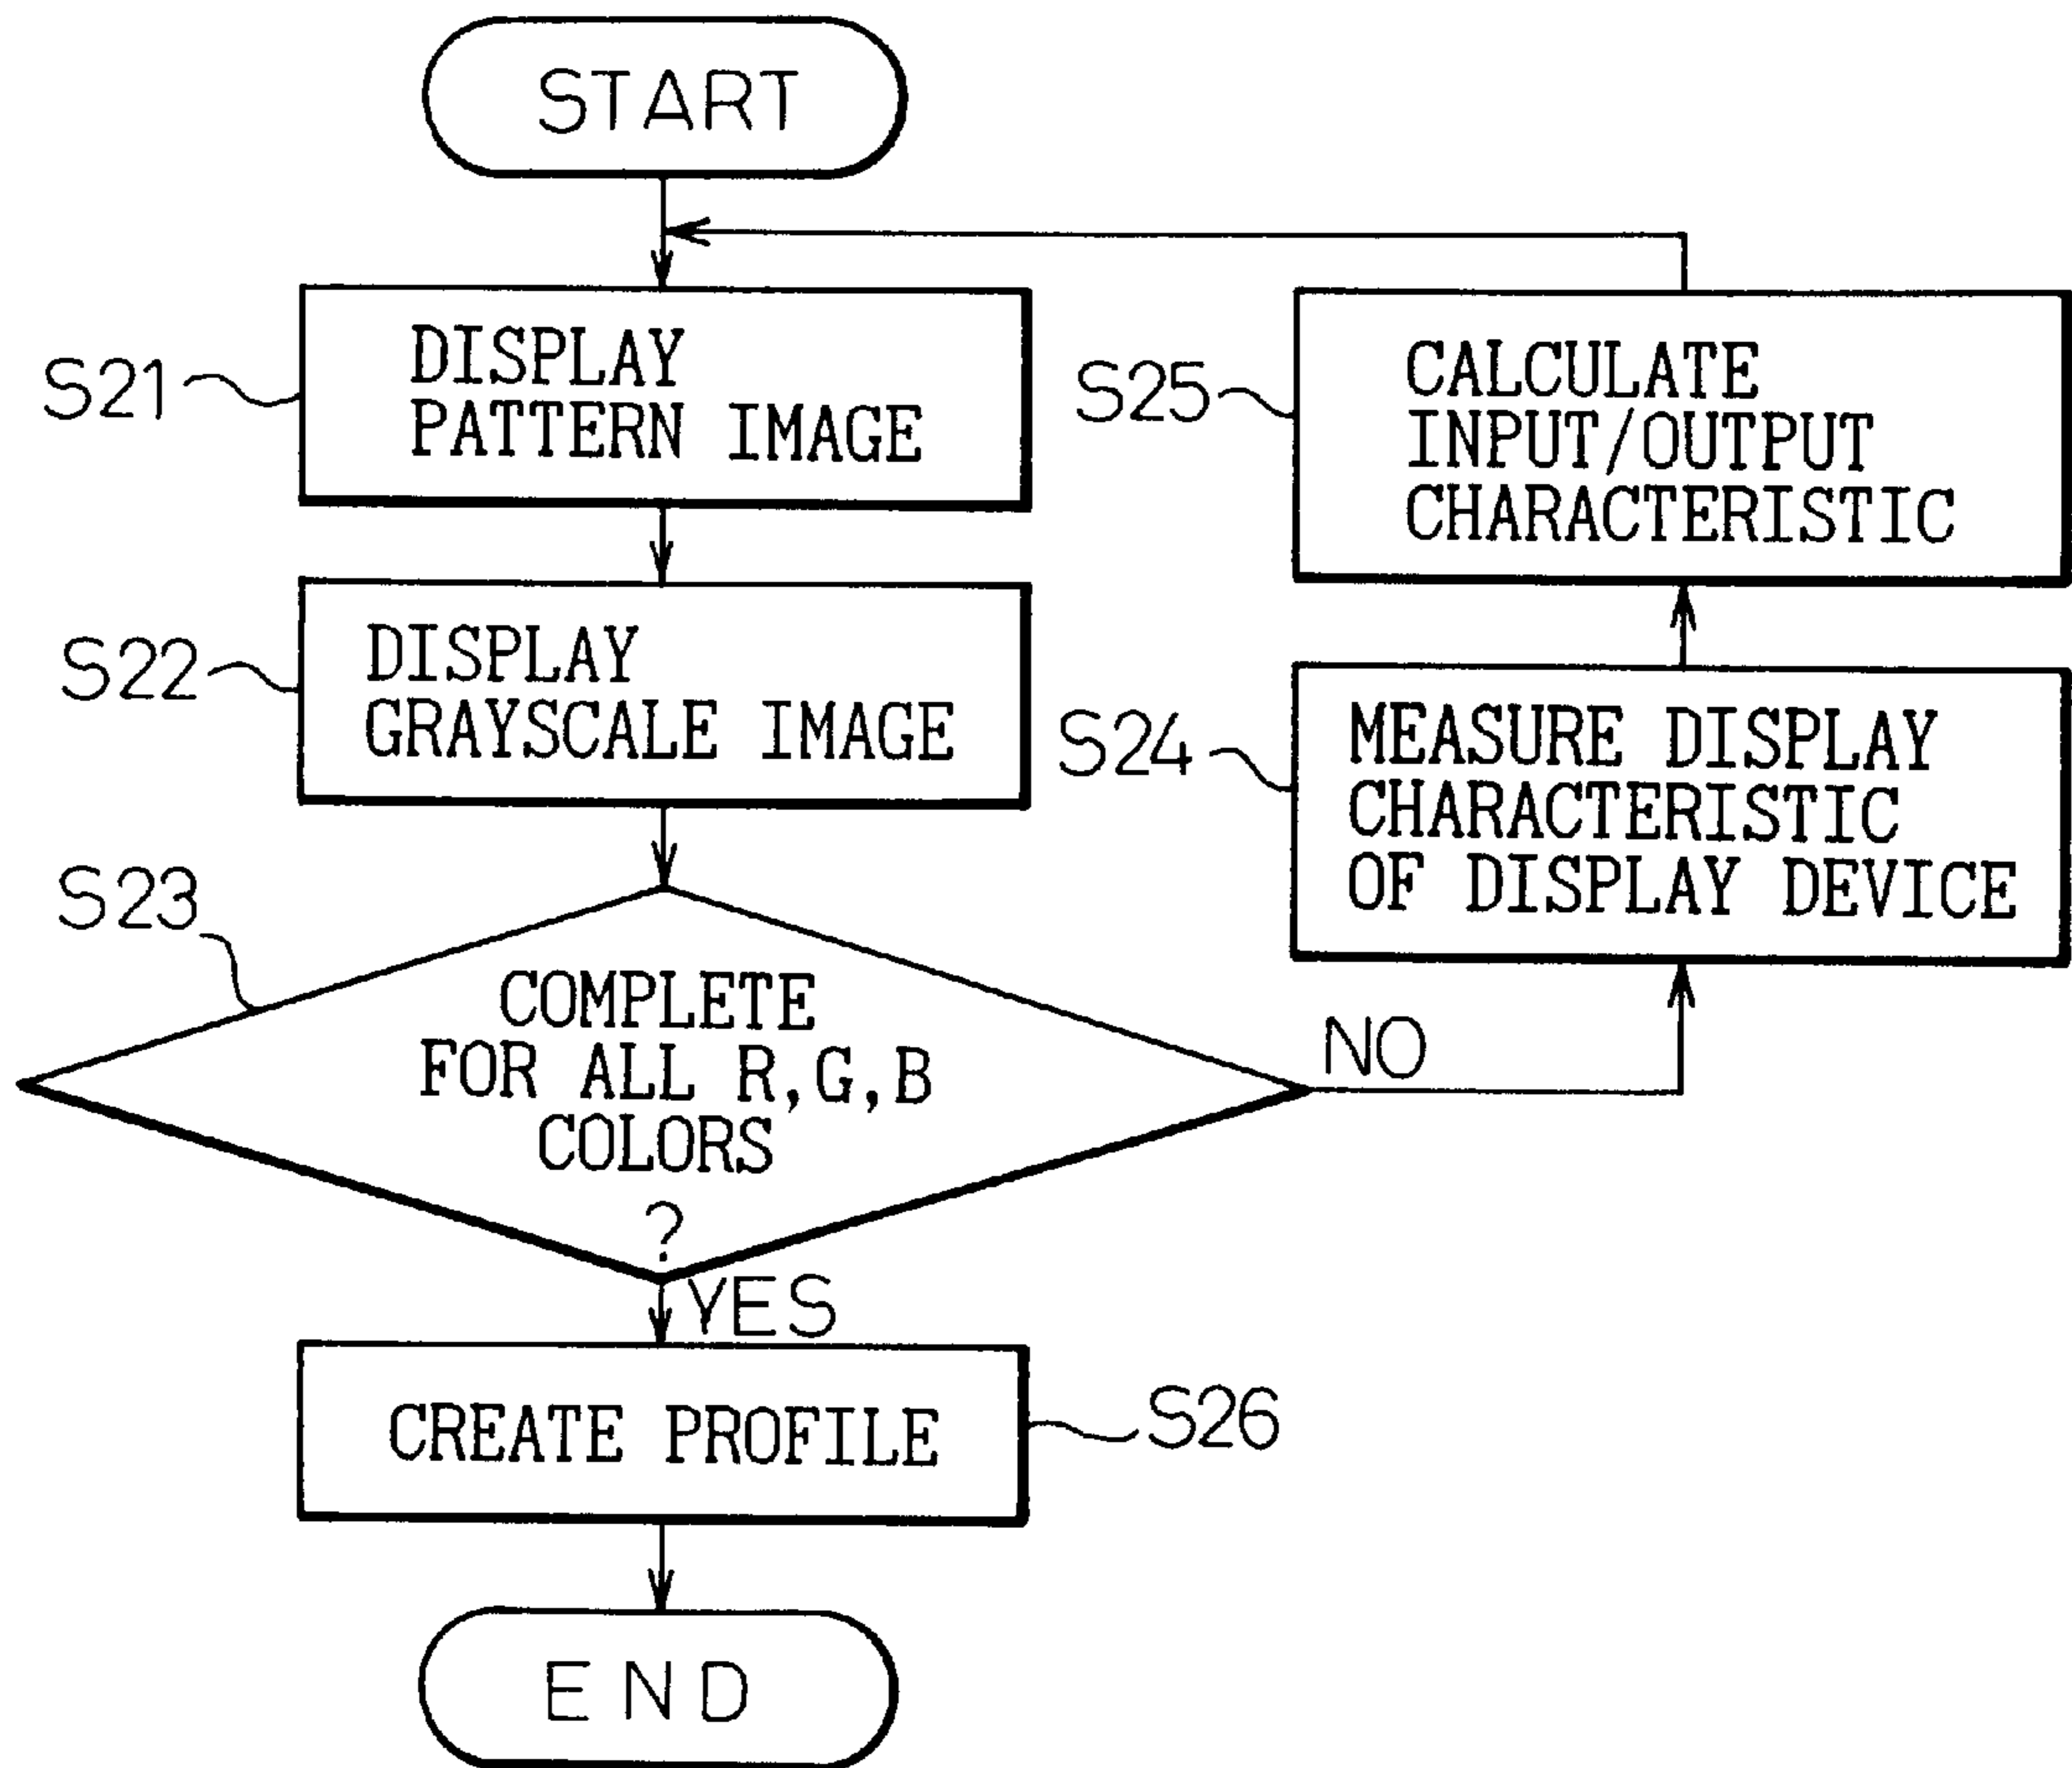 START
S21
DISPLAY
PATTERN IMAGE
S22
DISPLAY
GRAYSCALE IMAGE
S23
COMPLETE
FOR ALL R,G,B
COLORS
?
NO
YES
S24
MEASURE DISPLAY
CHARACTERISTIC
OF DISPLAY DEVICE
S25
CALCULATE
INPUT/OUTPUT
CHARACTERISTIC
CREATE PROFILE
S26
END